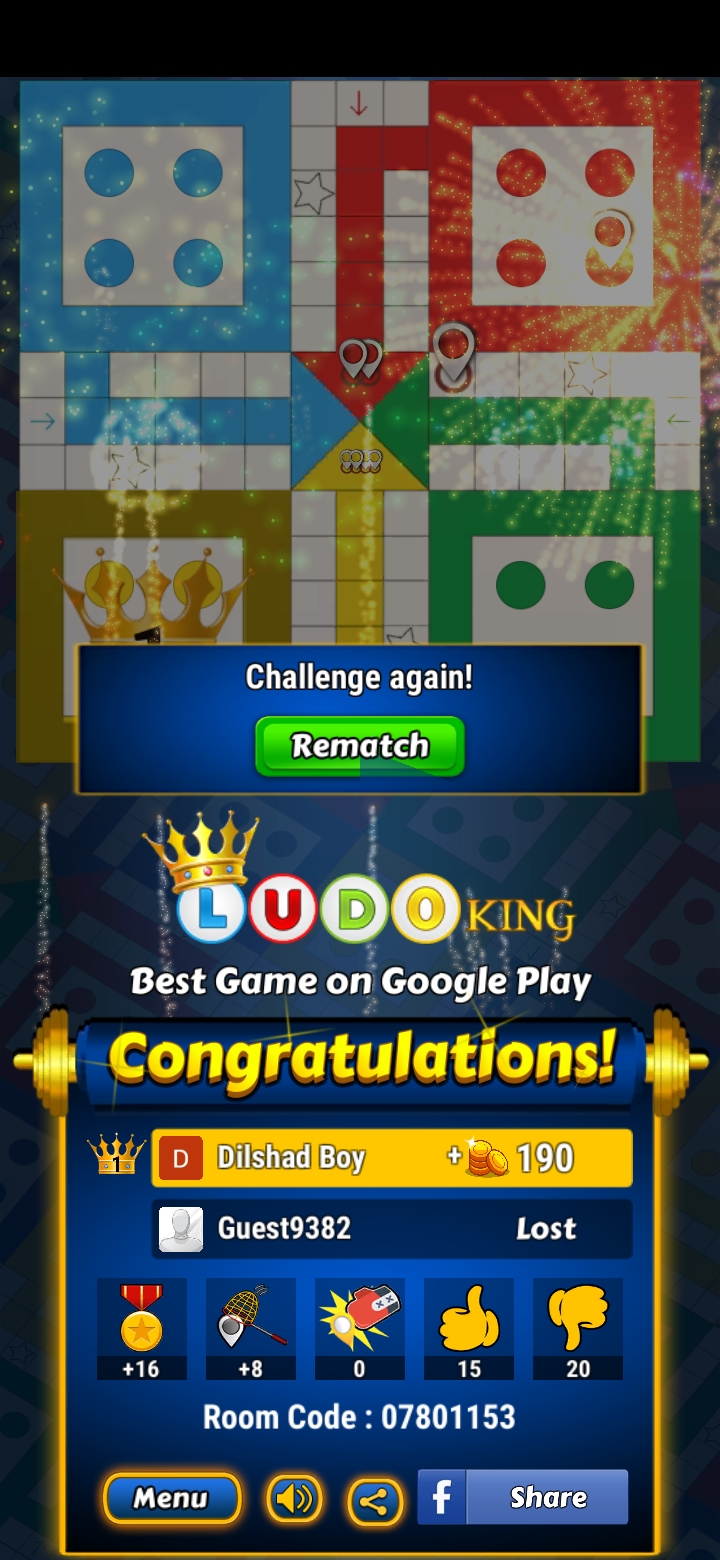 1
Challenge again!
Rematch
LUDO KING
Best Game on Google Play
Congratulations!
1 D Dilshad Boy + 190
Guest9382 Lost
+16 +8 0 15 20
Room Code : 07801153
Menu f Share